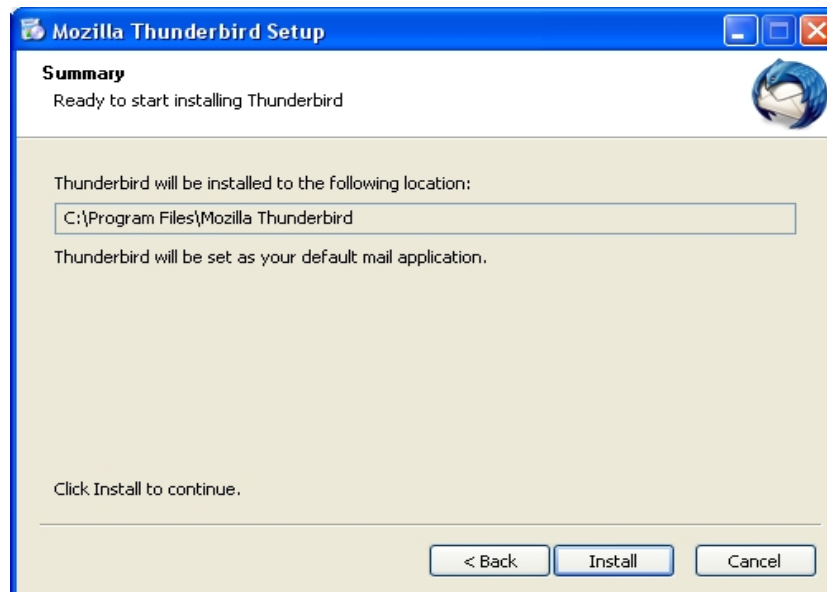 Mozilla Thunderbird Setup
Summary
Ready to start installing Thunderbird
Thunderbird will be installed to the following location:
C:\Program Files\Mozilla Thunderbird
Thunderbird will be set as your default mail application.
Click Install to continue.
< Back Install Cancel